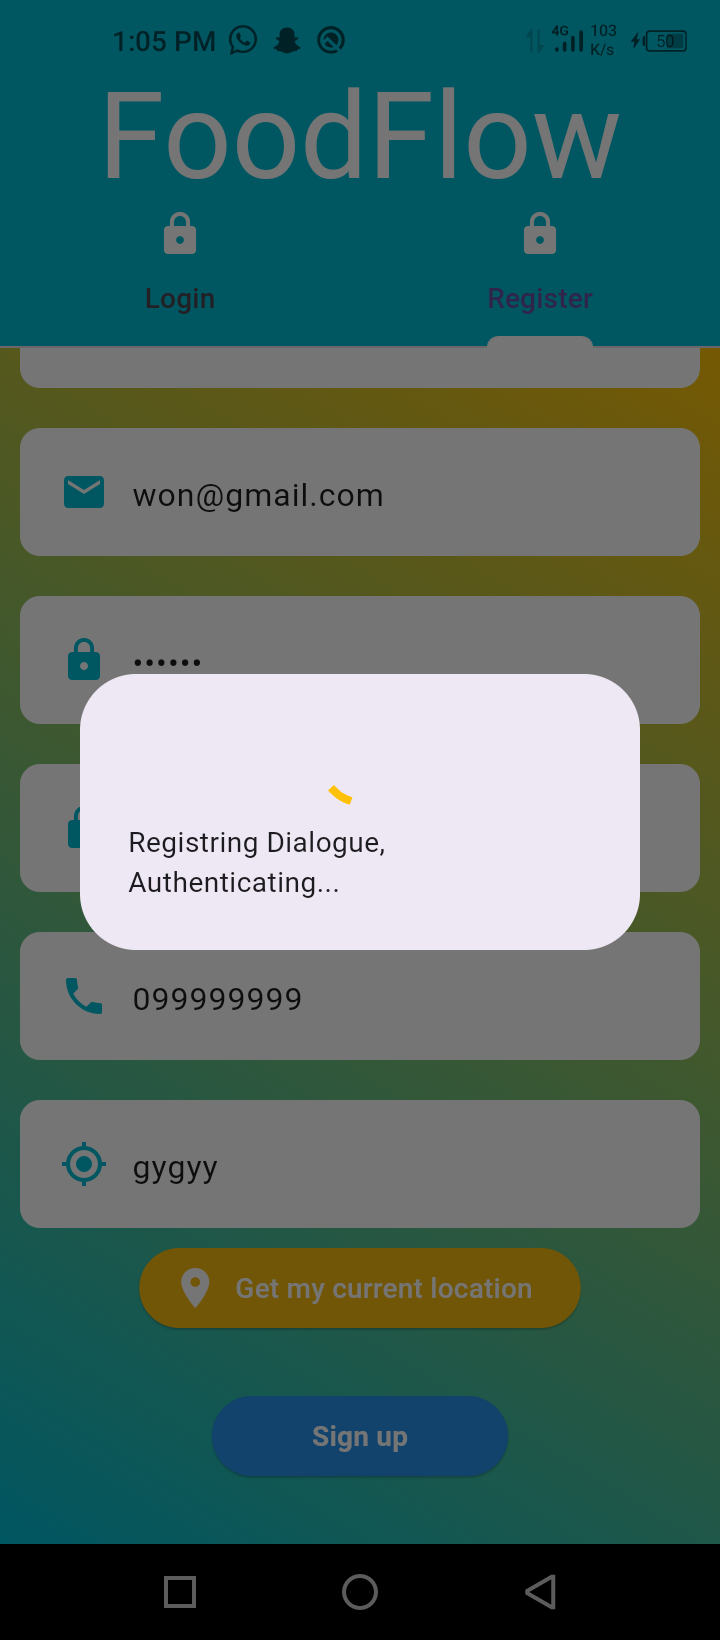 1:05 PM 4G 103 K/s 50
FoodFlow
Login Register
won@gmail.com
••••••
Registring Dialogue,
Authenticating...
099999999
gygyy
Get my current location
Sign up